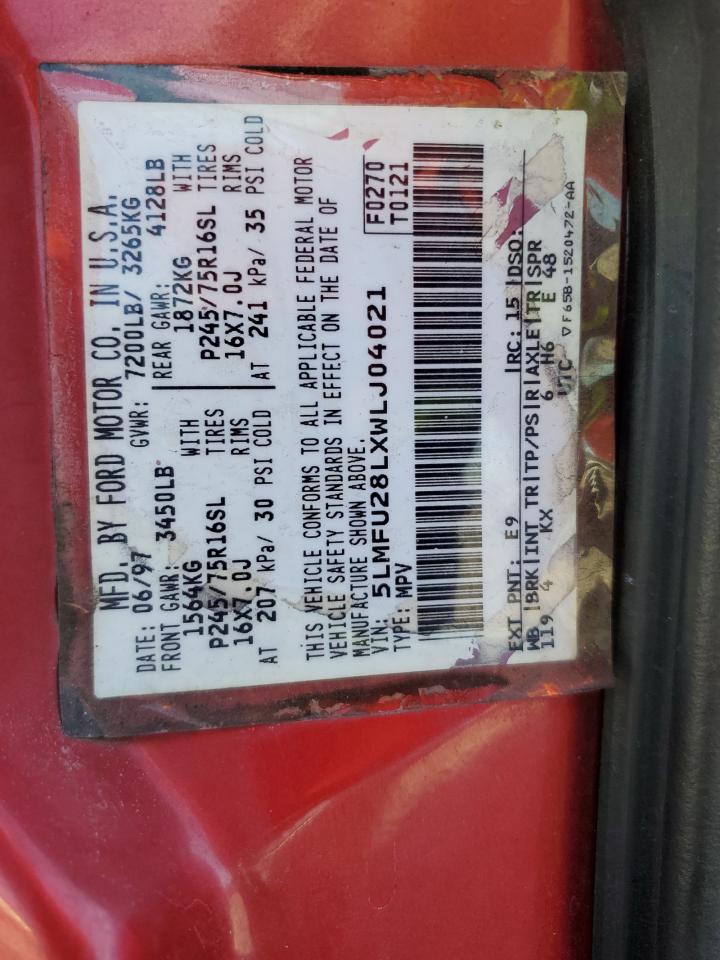 MFD. BY FORD MOTOR CO. IN U.S.A.
DATE: 06/97 GVWR: 7200LB/ 3265KG
FRONT GAWR: 3450LB REAR GAWR: 4128LB
1564KG WITH 1872KG WITH
P245/75R16SL TIRES P245/75R16SL TIRES
16X7.0J RIMS 16X7.0J RIMS
AT 207 kPa/ 30 PSI COLD AT 241 kPa/ 35 PSI COLD
THIS VEHICLE CONFORMS TO ALL APPLICABLE FEDERAL MOTOR
VEHICLE SAFETY STANDARDS IN EFFECT ON THE DATE OF
MANUFACTURE SHOWN ABOVE.
VIN: 5LMFU28LXWLJ04021 F0270
TYPE: MPV T0121
EXT PNT: E9 RC: 15 DSO:
WB BRK INT TR TP/PS R AXLE TR SPR
119 4 KX 6 H6 E 48
UTC ▽ F65B-1520472-AA